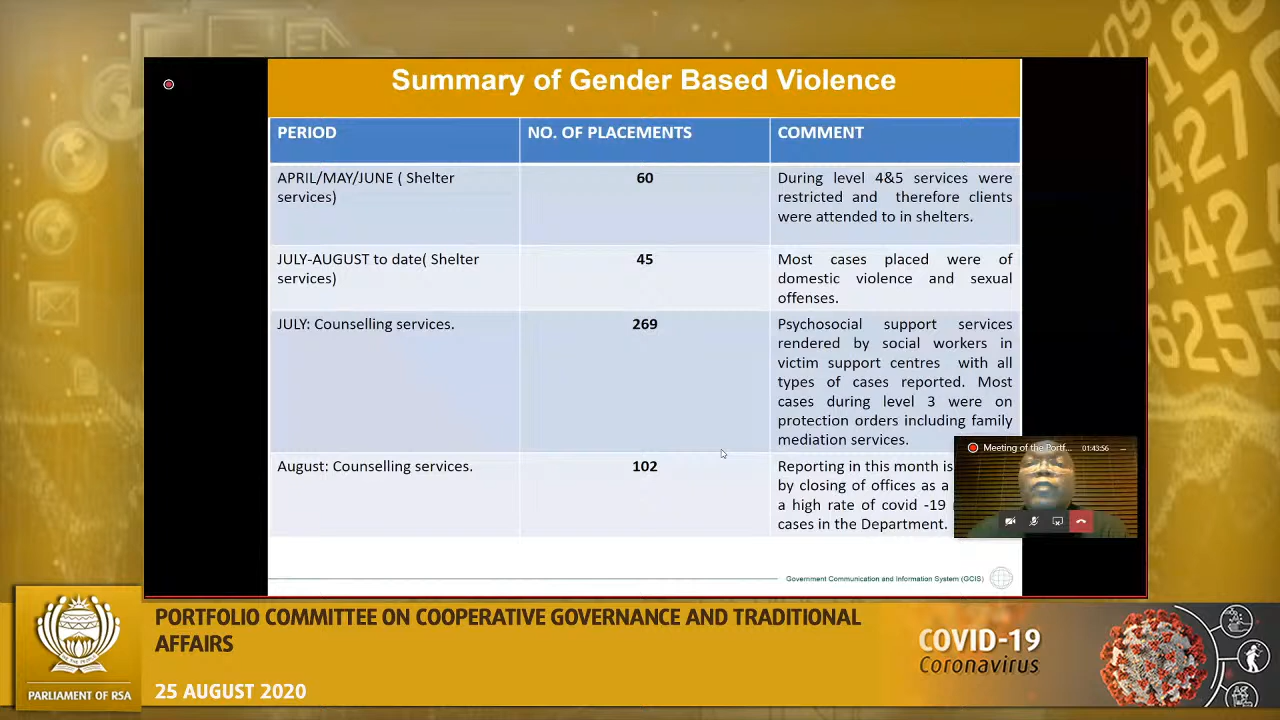 Summary of Gender Based Violence
PERIOD
NO. OF PLACEMENTS
COMMENT
APRIL/MAY/JUNE ( Shelter
services)
60
During level 4&5 services were
restricted and therefore clients
were attended to in shelters.
JULY-AUGUST to date( Shelter
services)
45
Most cases placed were of
domestic violence and sexual
offenses.
JULY: Counselling services.
269
Psychosocial support services
rendered by social workers in
victim support centres with all
types of cases reported. Most
cases during level 3 were on
protection orders including family
mediation services.
August: Counselling services.
102
Reporting in this month is
by closing of offices as a
a high rate of covid -19
cases in the Department.
Meeting of the Portf...
01:43:56
Government Communication and Information System (GCIS)
PARLIAMENT OF RSA
PORTFOLIO COMMITTEE ON COOPERATIVE GOVERNANCE AND TRADITIONAL
AFFAIRS
25 AUGUST 2020
COVID-19
Coronavirus